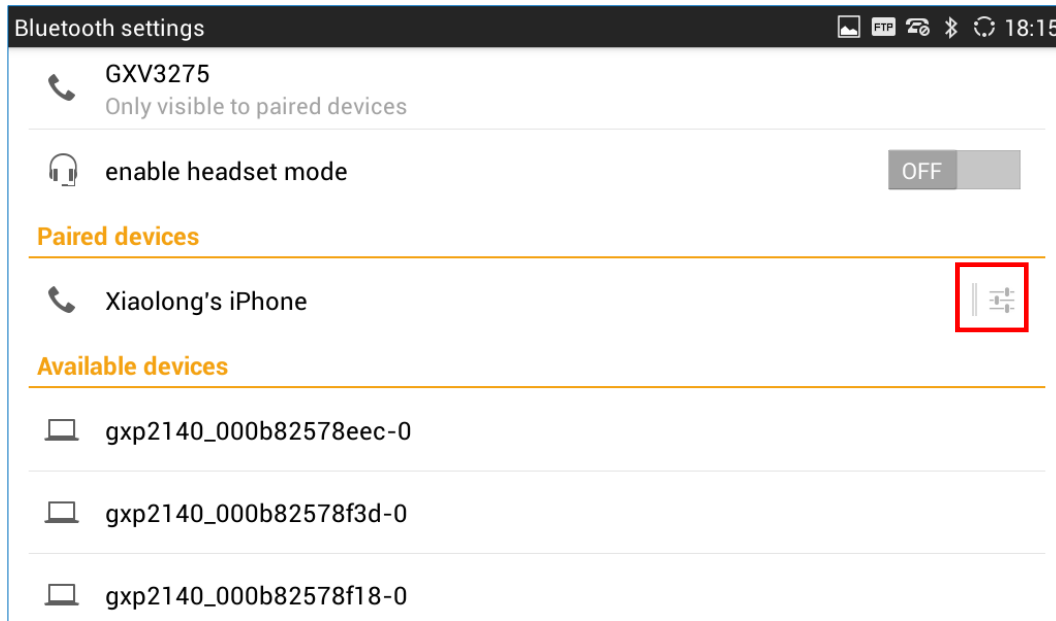 Bluetooth settings FTP 18:15
GXV3275
Only visible to paired devices
enable headset mode OFF
Paired devices
Xiaolong's iPhone
Available devices
gxp2140_000b82578eec-0
gxp2140_000b82578f3d-0
gxp2140_000b82578f18-0